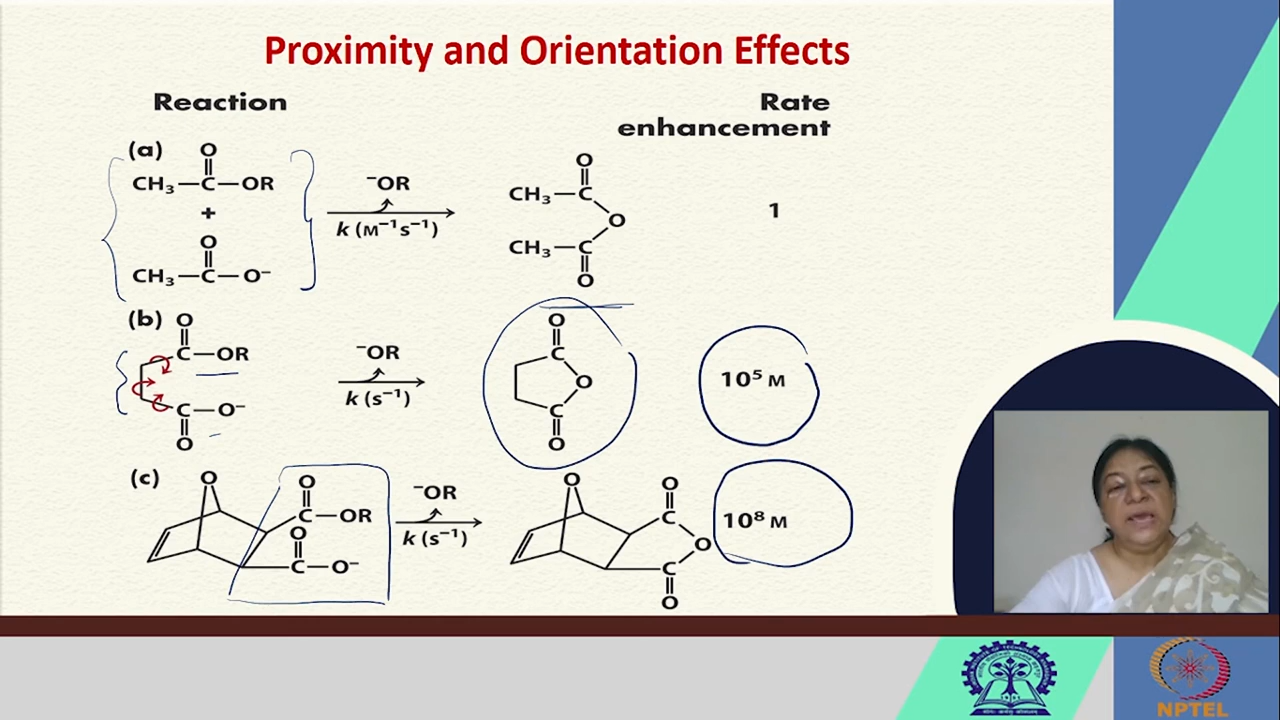 Proximity and Orientation Effects
Reaction
Rate
enhancement
(a)
O
CH₃—C—OR
+
O
CH₃—C—O⁻
⁻OR
k (M⁻¹s⁻¹)
O
CH₃—C
O
CH₃—C
O
1
(b)
O
C—OR
C—O⁻
O
⁻OR
k (s⁻¹)
O
C
O
C
O
10⁵ M
(c)
O
O
C—OR
O
C—O⁻
⁻OR
k (s⁻¹)
O
O
C
O
C
O
10⁸ M
NPTEL